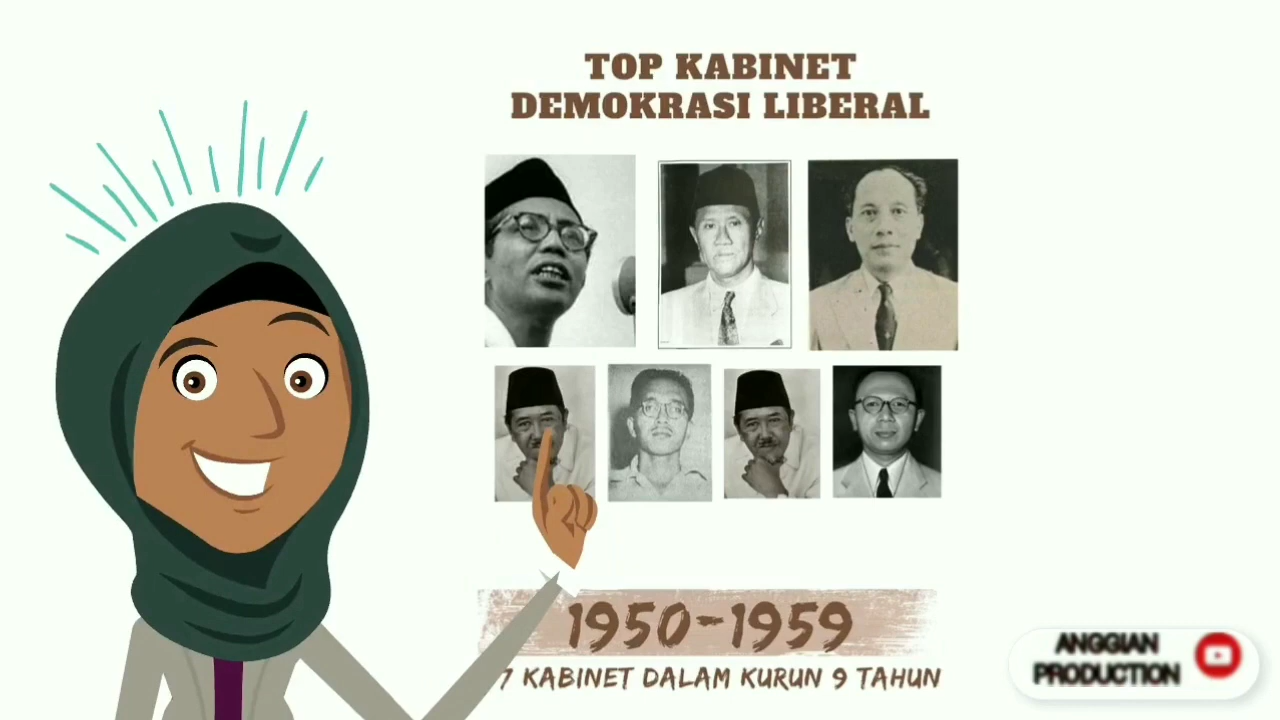 TOP KABINET
DEMOKRASI LIBERAL
1950-1959
7 KABINET DALAM KURUN 9 TAHUN
ANGGIAN
PRODUCTION